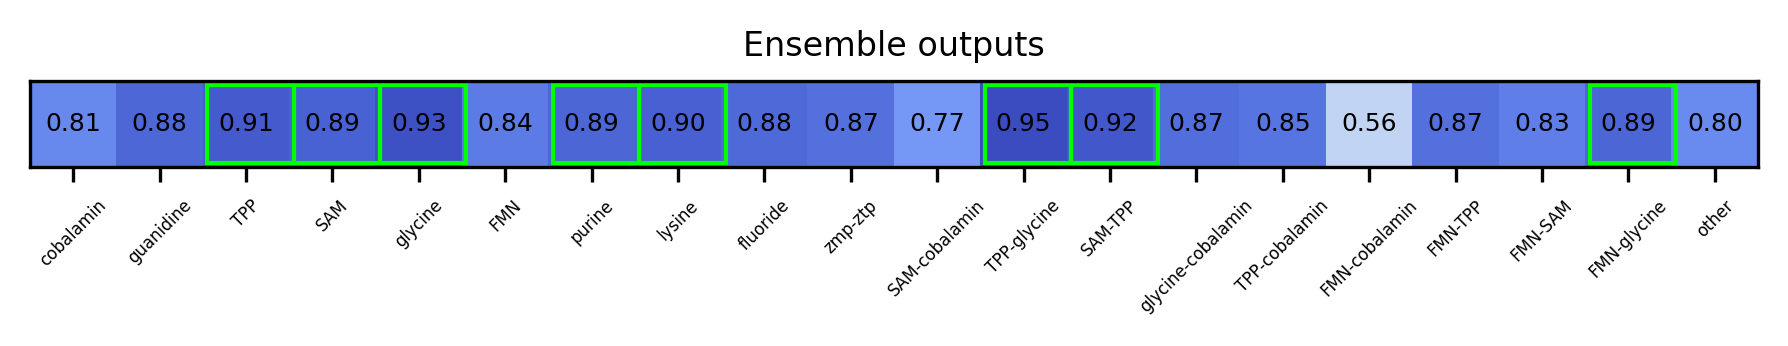 Ensemble outputs
0.81 0.88 0.91 0.89 0.93 0.84 0.89 0.90 0.88 0.87 0.77 0.95 0.92 0.87 0.85 0.56 0.87 0.83 0.89 0.80
cobalamin guanidine TPP SAM glycine FMN purine lysine fluoride zmp-ztp SAM-cobalamin TPP-glycine SAM-TPP glycine-cobalamin TPP-cobalamin FMN-cobalamin FMN-TPP FMN-SAM FMN-glycine other